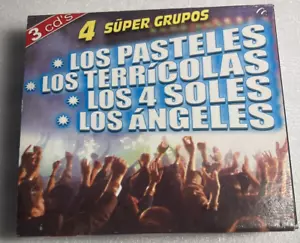 3 cd's
4 SÚPER GRUPOS
LOS PASTELES
LOS TERRÍCOLAS
LOS 4 SOLES
LOS ÁNGELES